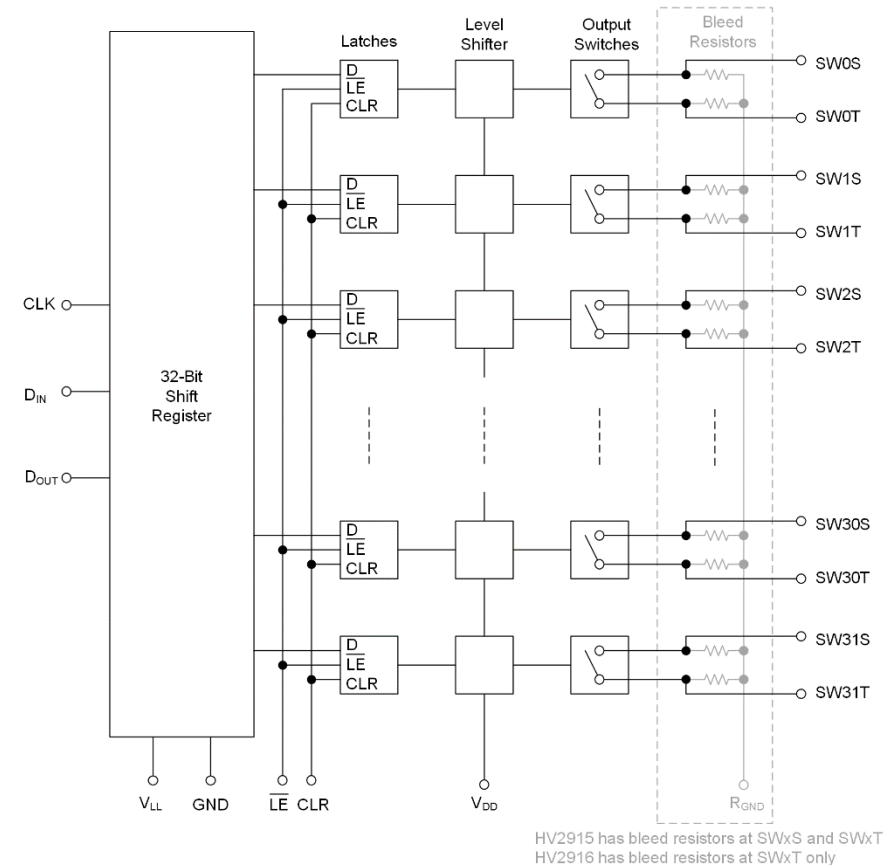 Latches
Level
Shifter
Output
Switches
Bleed
Resistors
D
LE
CLR
SW0S
SW0T
D
LE
CLR
SW1S
SW1T
CLK
D
LE
CLR
SW2S
SW2T
DIN
32-Bit
Shift
Register
DOUT
D
LE
CLR
SW30S
SW30T
D
LE
CLR
SW31S
SW31T
VLL
GND
LE
CLR
VDD
RGND
HV2915 has bleed resistors at SWxS and SWxT
HV2916 has bleed resistors at SWxT only